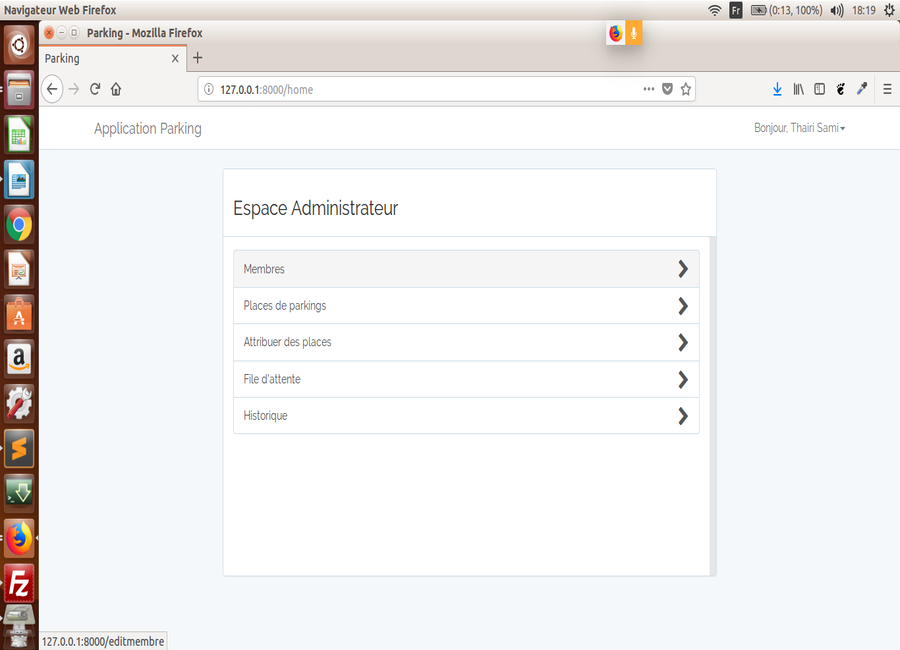 Navigateur Web Firefox
Fr
(0:13, 100%)
18:19
Parking - Mozilla Firefox
Parking
127.0.0.1:8000/home
Application Parking
Bonjour, Thairi Sami
Espace Administrateur
Membres
Places de parkings
Attribuer des places
File d'attente
Historique
127.0.0.1:8000/editmembre